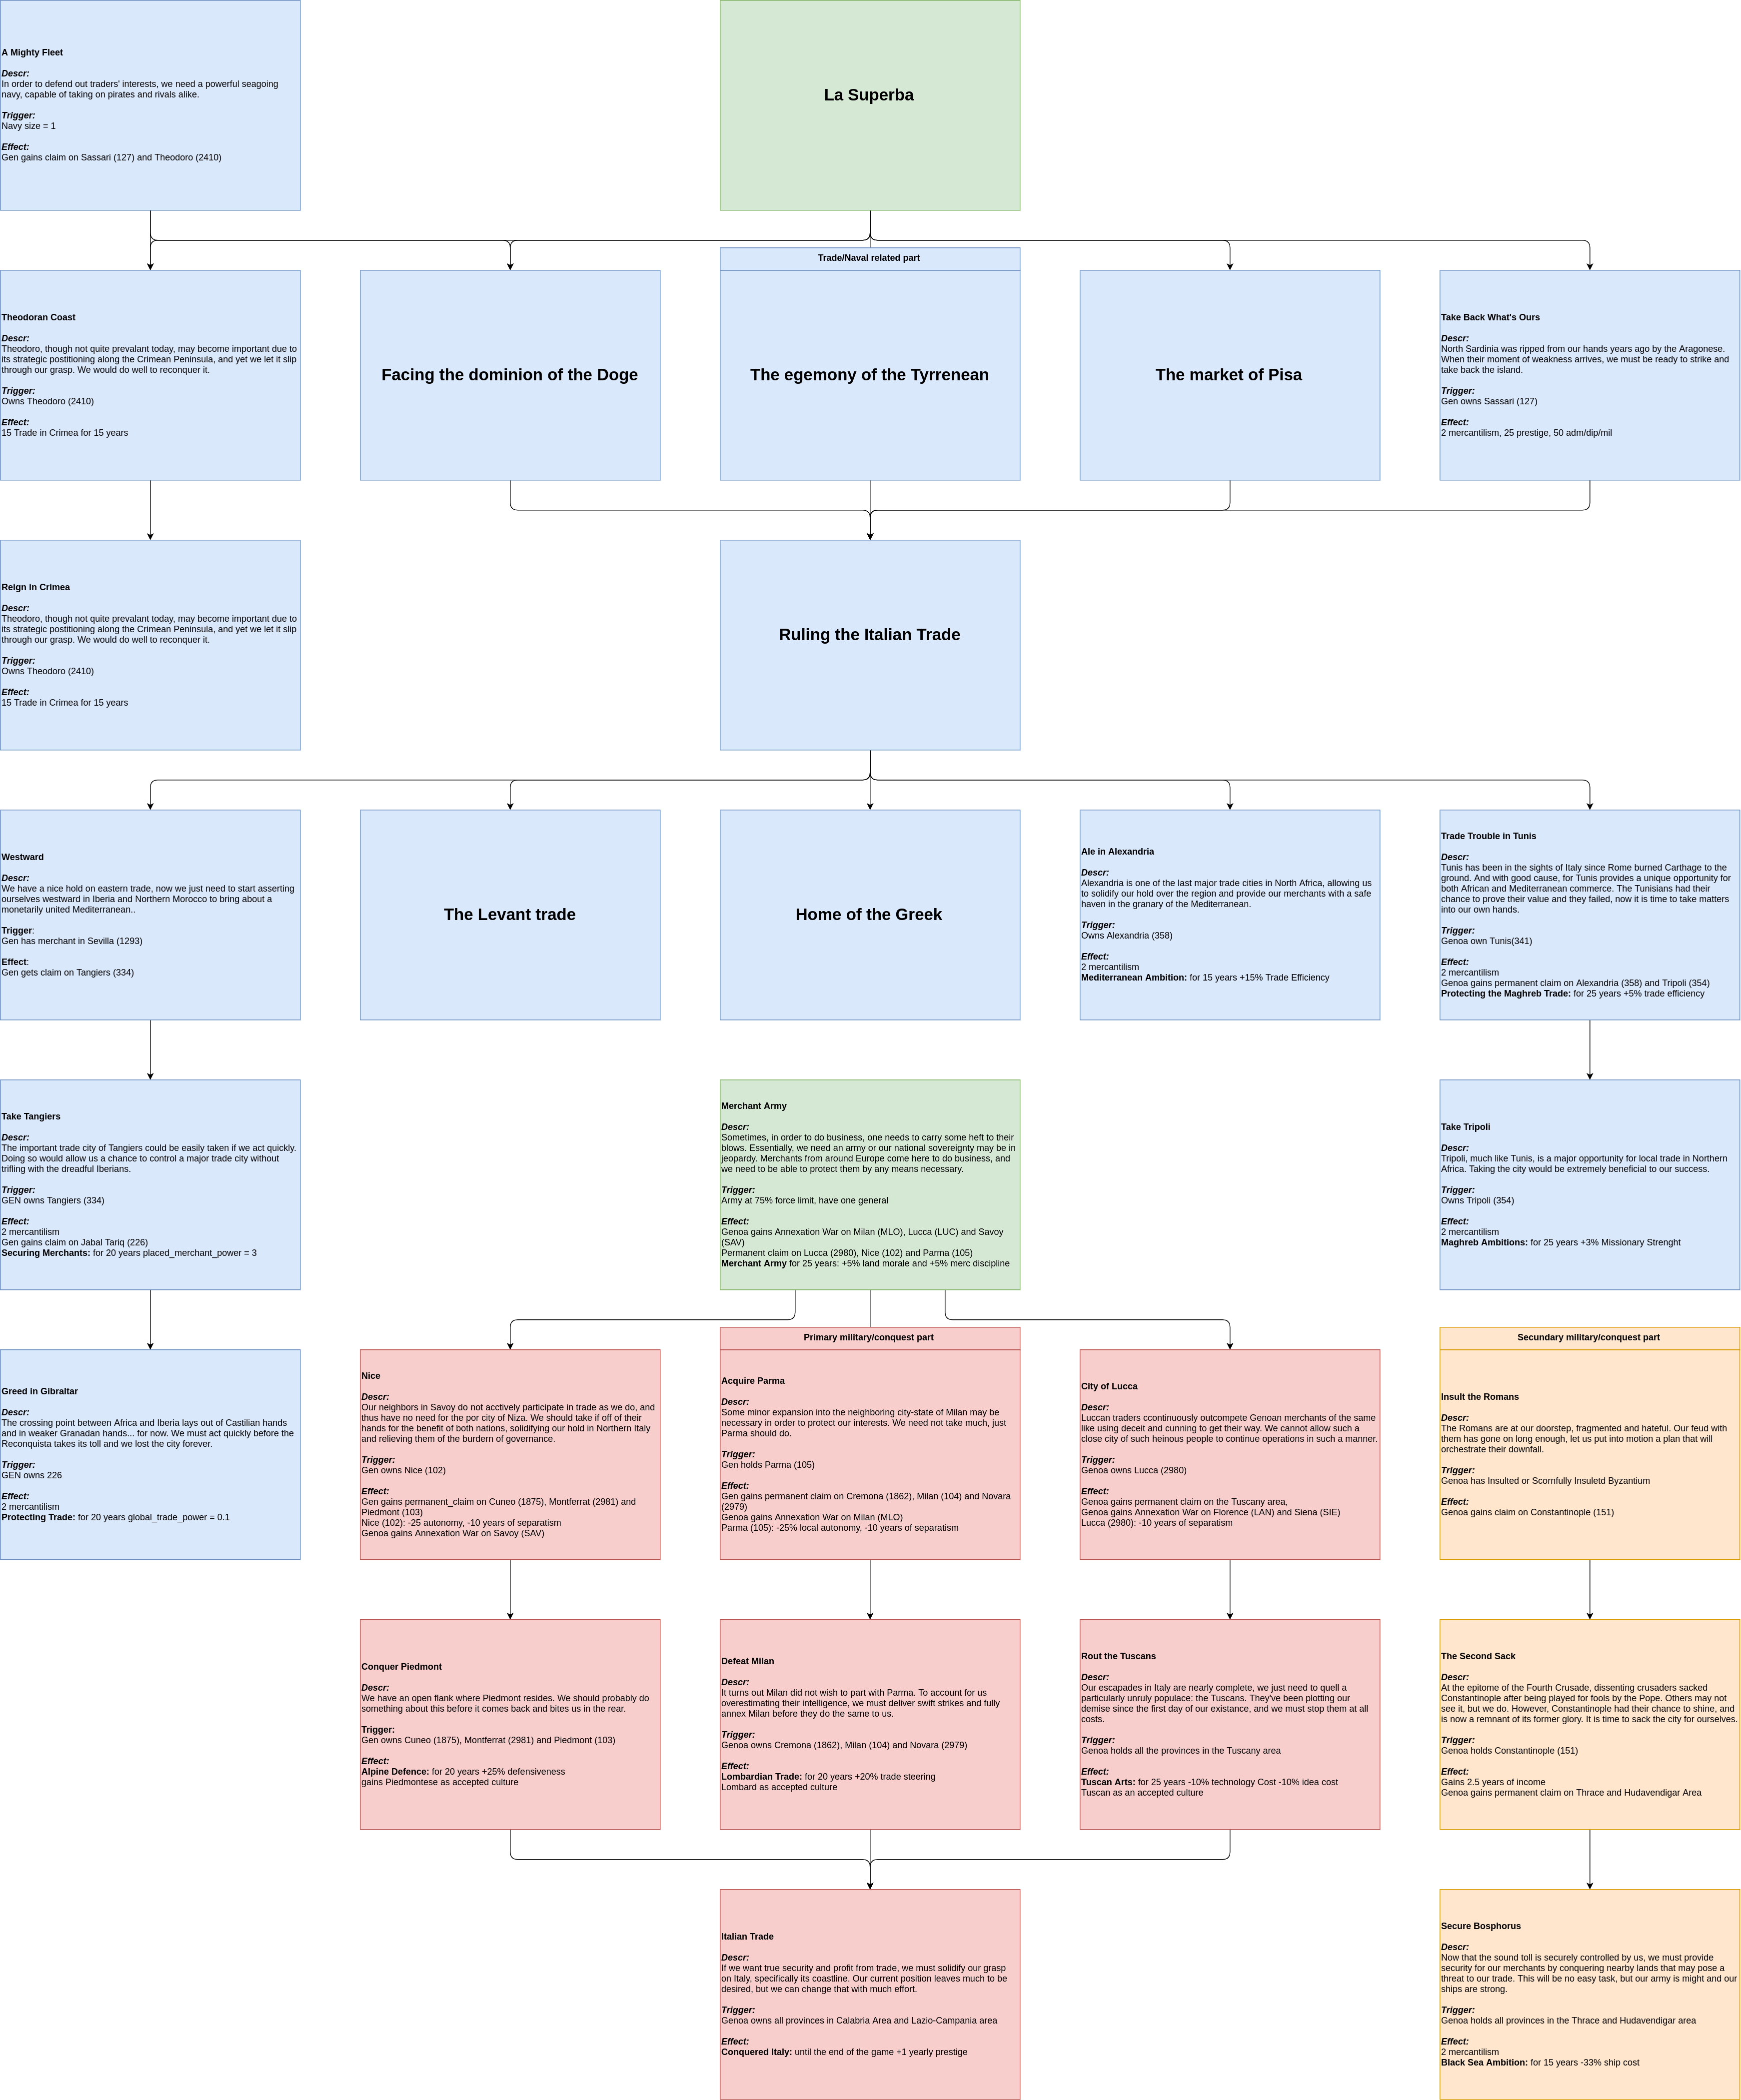 A Mighty Fleet
Descr:
In order to defend out traders' interests, we need a powerful seagoing
navy, capable of taking on pirates and rivals alike.
Trigger:
Navy size = 1
Effect:
Gen gains claim on Sassari (127) and Theodoro (2410)
La Superba
Theodoran Coast
Descr:
Theodoro, though not quite prevalant today, may become important due to
its strategic postitioning along the Crimean Peninsula, and yet we let it slip
through our grasp. We would do well to reconquer it.
Trigger:
Owns Theodoro (2410)
Effect:
15 Trade in Crimea for 15 years
Facing the dominion of the Doge
Trade/Naval related part
The egemony of the Tyrrenean
The market of Pisa
Take Back What's Ours
Descr:
North Sardinia was ripped from our hands years ago by the Aragonese.
When their moment of weakness arrives, we must be ready to strike and
take back the island.
Trigger:
Gen owns Sassari (127)
Effect:
2 mercantilism, 25 prestige, 50 adm/dip/mil
Reign in Crimea
Descr:
Theodoro, though not quite prevalant today, may become important due to
its strategic postitioning along the Crimean Peninsula, and yet we let it slip
through our grasp. We would do well to reconquer it.
Trigger:
Owns Theodoro (2410)
Effect:
15 Trade in Crimea for 15 years
Ruling the Italian Trade
Westward
Descr:
We have a nice hold on eastern trade, now we just need to start asserting
ourselves westward in Iberia and Northern Morocco to bring about a
monetarily united Mediterranean..
Trigger:
Gen has merchant in Sevilla (1293)
Effect:
Gen gets claim on Tangiers (334)
The Levant trade
Home of the Greek
Ale in Alexandria
Descr:
Alexandria is one of the last major trade cities in North Africa, allowing us
to solidify our hold over the region and provide our merchants with a safe
haven in the granary of the Mediterranean.
Trigger:
Owns Alexandria (358)
Effect:
2 mercantilism
Mediterranean Ambition: for 15 years +15% Trade Efficiency
Trade Trouble in Tunis
Descr:
Tunis has been in the sights of Italia since Rome burned Carthage to the
ground. And with good cause, for Tunis provides a unique opportunity for
both African and Mediterranean commerce. The Tunisians had their
chance to prove their value and they failed, now it is time to take matters
into our own hands.
Trigger:
Genoa own Tunis(341)
Effect:
2 mercantilism
Genoa gains permanent claim on Alexandria (358) and Tripoli (354)
Protecting the Maghreb Trade: for 25 years +5% trade efficiency
Take Tangiers
Descr:
The important trade city of Tangiers could be easily taken if we act quickly.
Doing so would allow us a chance to control a major trade city without
trifling with the dreadful Iberians.
Trigger:
GEN owns Tangiers (334)
Effect:
2 mercantilism
Gen gains claim on Jabal Tariq (226)
Securing Merchants: for 20 years placed_merchant_power = 3
Merchant Army
Descr:
Sometimes, in order to do business, one needs to carry some heft to their
blows. Essentially, we need an army or our national sovereignty may be in
jeopardy. Merchants from around Europe come here to do business, and
we need to be able to protect them by any means necessary.
Trigger:
Army at 75% force limit, have one general
Effect:
Genoa gains Annexation War on Milan (MLO), Lucca (LUC) and Savoy
(SAV)
Permanent claim on Lucca (2980), Nice (102) and Parma (105)
Merchant Army for 25 years: +5% land morale and +5% merc discipline
Take Tripoli
Descr:
Tripoli, much like Tunis, is a major opportunity for local trade in Northern
Africa. Taking the city would be extremely beneficial to our success.
Trigger:
Owns Tripoli (354)
Effect:
2 mercantilism
Maghreb Ambitions: for 25 years +3% Missionary Strenght
Greed in Gibraltar
Descr:
The crossing point between Africa and Iberia lays out of Castilian hands
and in weaker Granadan hands... for now. We must act quickly before the
Reconquista takes its toll and we lost the city forever.
Trigger:
GEN owns 226
Effect:
2 mercantilism
Protecting Trade: for 20 years global_trade_power = 0.1
Nice
Descr:
Our neighbors in Savoy do not acctively participate in trade as we do, and
thus have no need for the por city of Niza. We should take if off of their
hands for the benefit of both nations, solidifying our hold in Northern Italy
and relieving them of the burdern of governance.
Trigger:
Gen owns Nice (102)
Effect:
Gen gains permanent_claim on Cuneo (1875), Montferrat (2981) and
Piedmont (103)
Nice (102): -25 autonomy, -10 years of separatism
Genoa gains Annexation War on Savoy (SAV)
Primary military/conquest part
Acquire Parma
Descr:
Some minor expansion into the neighboring city-state of Milan may be
necessary in order to protect our interests. We need not take much, just
Parma should do.
Trigger:
Gen holds Parma (105)
Effect:
Gen gains permanent claim on Cremona (1862), Milan (104) and Novara
(2979)
Genoa gains Annexation War on Milan (MLO)
Parma (105): -25% local autonomy, -10 years of separatism
City of Lucca
Descr:
Luccan traders ccontinuously outcompete Genoan merchants of the same
like using deceit and cunning to get their way. We cannot allow such a
close city of such heinous people to continue operations in such a manner.
Trigger:
Genoa owns Lucca (2980)
Effect:
Genoa gains permanent claim on the Tuscany area,
Genoa gains Annexation War on Florence (LAN) and Siena (SIE)
Lucca (2980): -10 years of separatism
Secundary military/conquest part
Insult the Romans
Descr:
The Romans are at our doorstep, fragmented and hateful. Our feud with
them has gone on long enough, let us put into motion a plan that will
orchestrate their downfall.
Trigger:
Genoa has Insulted or Scornfully Insuletd Byzantium
Effect:
Genoa gains claim on Constantinople (151)
Conquer Piedmont
Descr:
We have an open flank where Piedmont resides. We should probably do
something about this before it comes back and bites us in the rear.
Trigger:
Gen owns Cuneo (1875), Montferrat (2981) and Piedmont (103)
Effect:
Alpine Defence: for 20 years +25% defensiveness
gains Piedmontese as accepted culture
Defeat Milan
Descr:
It turns out Milan did not wish to part with Parma. To account for us
overestimating their intelligence, we must deliver swift strikes and fully
annex Milan before they do the same to us.
Trigger:
Genoa owns Cremona (1862), Milan (104) and Novara (2979)
Effect:
Lombardian Trade: for 20 years +20% trade steering
Lombard as accepted culture
Rout the Tuscans
Descr:
Our escapades in Italy are nearly complete, we just need to quell a
particularly unruly populace: the Tuscans. They've been plotting our
demise since the first day of our existance, and we must stop them at all
costs.
Trigger:
Genoa holds all the provinces in the Tuscany area
Effect:
Tuscan Arts: for 25 years -10% technology Cost -10% idea cost
Tuscan as an accepted culture
The Second Sack
Descr:
At the epitome of the Fourth Crusade, dissenting crusaders sacked
Constantinople after being played for fools by the Pope. Others may not
see it, but we do. However, Constantinople had their chance to shine, and
is now a remnant of its former glory. It is time to sack the city for ourselves.
Trigger:
Genoa holds Constantinople (151)
Effect:
Gains 2.5 years of income
Genoa gains permanent claim on Thrace and Hudavendigar Area
Italian Trade
Descr:
If we want true security and profit from trade, we must solidify our grasp
on Italy, specifically its coastline. Our current position leaves much to be
desired, but we can change that with much effort.
Trigger:
Genoa owns all provinces in Calabria Area and Lazio-Campania area
Effect:
Conquered Italy: until the end of the game +1 yearly prestige
Secure Bosphorus
Descr:
Now that the sound toll is securely controlled by us, we must provide
security for our merchants by conquering nearby lands that may pose a
threat to our trade. This will be no easy task, but our army is might and our
ships are strong.
Trigger:
Genoa holds all provinces in the Thrace and Hudavendigar area
Effect:
2 mercantilism
Black Sea Ambition: for 15 years -33% ship cost